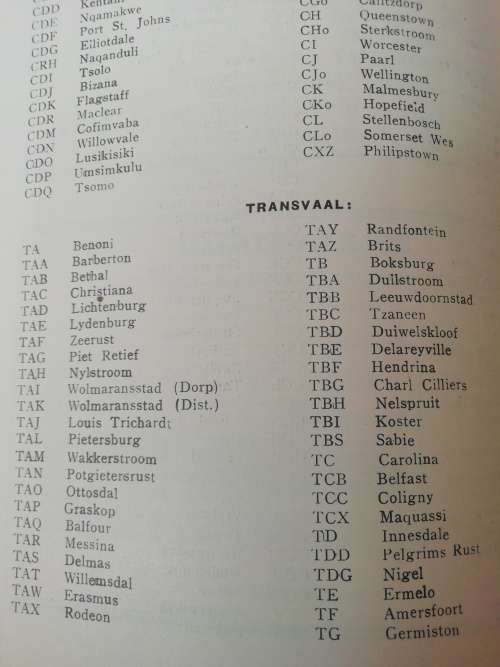 CDD Kentani
CDE Nqamakwe
CDF Port St. Johns
CDG Elliotdale
CRH Nqanduli
CDI Tsolo
CDJ Bizana
CDK Flagstaff
CDR Maclear
CDM Cofimvaba
CDN Willowvale
CDO Lusikisiki
CDP Umsimkulu
CDQ Tsomo
CGo Calitzdorp
CH Queenstown
CHo Sterkstroom
CI Worcester
CJ Paarl
CJo Wellington
CK Malmesbury
CKo Hopefield
CL Stellenbosch
CLo Somerset Wes
CXZ Philipstown
TRANSVAAL:
TA Benoni
TAA Barberton
TAB Bethal
TAC Christiana
TAD Lichtenburg
TAE Lydenburg
TAF Zeerust
TAG Piet Retief
TAH Nylstroom
TAI Wolmaransstad (Dorp)
TAK Wolmaransstad (Dist.)
TAJ Louis Trichardt
TAL Pietersburg
TAM Wakkerstroom
TAN Potgietersrust
TAO Ottosdal
TAP Graskop
TAQ Balfour
TAR Messina
TAS Delmas
TAT Willemsdal
TAW Erasmus
TAX Rodeon
TAY Randfontein
TAZ Brits
TB Boksburg
TBA Dullstroom
TBB Leeuwdoornstad
TBC Tzaneen
TBD Duiwelskloof
TBE Delareyville
TBF Hendrina
TBG Charl Cilliers
TBH Nelspruit
TBI Koster
TBS Sabie
TC Carolina
TCB Belfast
TCC Coligny
TCX Maquassi
TD Innesdale
TDD Pelgrims Rust
TDG Nigel
TE Ermelo
TF Amersfoort
TG Germiston